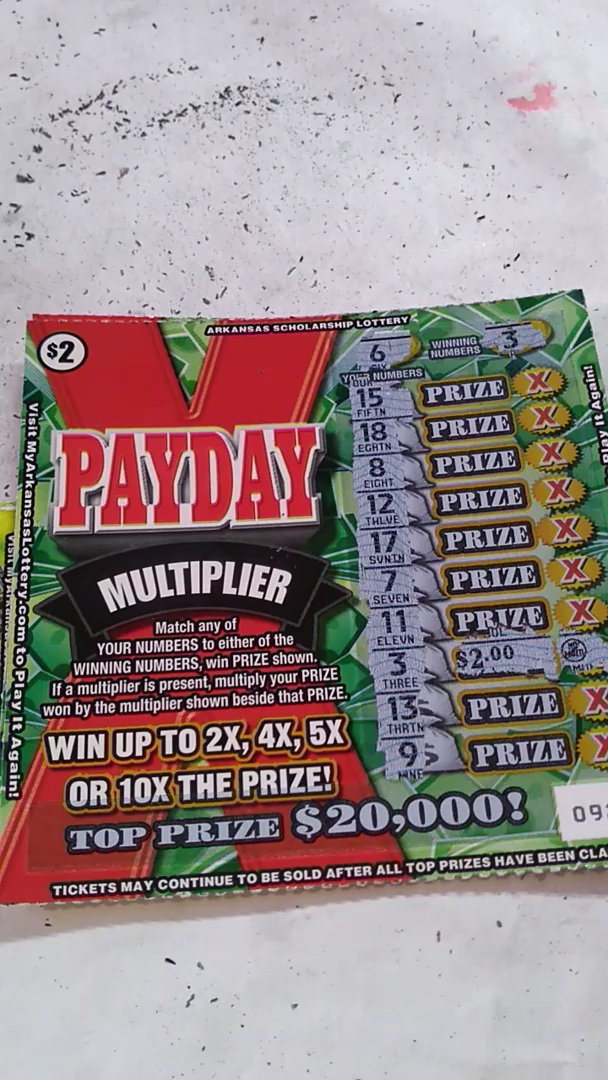 ARKANSAS SCHOLARSHIP LOTTERY
$2
6
WINNING
NUMBERS
3
YOUR NUMBERS
15
FIFTN
PRIZE X
18
EGHTN
PRIZE X
8
EIGHT
PRIZE X
12
TWLVE
PRIZE X
17
SVNTN
PRIZE X
7
SEVEN
PRIZE X
11
ELEVN
PRIZE X
3
THREE
$2.00
13
THRTN
PRIZE X
9
NINE
PRIZE X
PAYDAY
MULTIPLIER
Match any of
YOUR NUMBERS to either of the
WINNING NUMBERS, win PRIZE shown.
If a multiplier is present, multiply your PRIZE
won by the multiplier shown beside that PRIZE.
WIN UP TO 2X, 4X, 5X
OR 10X THE PRIZE!
TOP PRIZE $20,000!
TICKETS MAY CONTINUE TO BE SOLD AFTER ALL TOP PRIZES HAVE BEEN CLA
Visit MyArkansasLottery.com to Play It Again!
Play It Again!